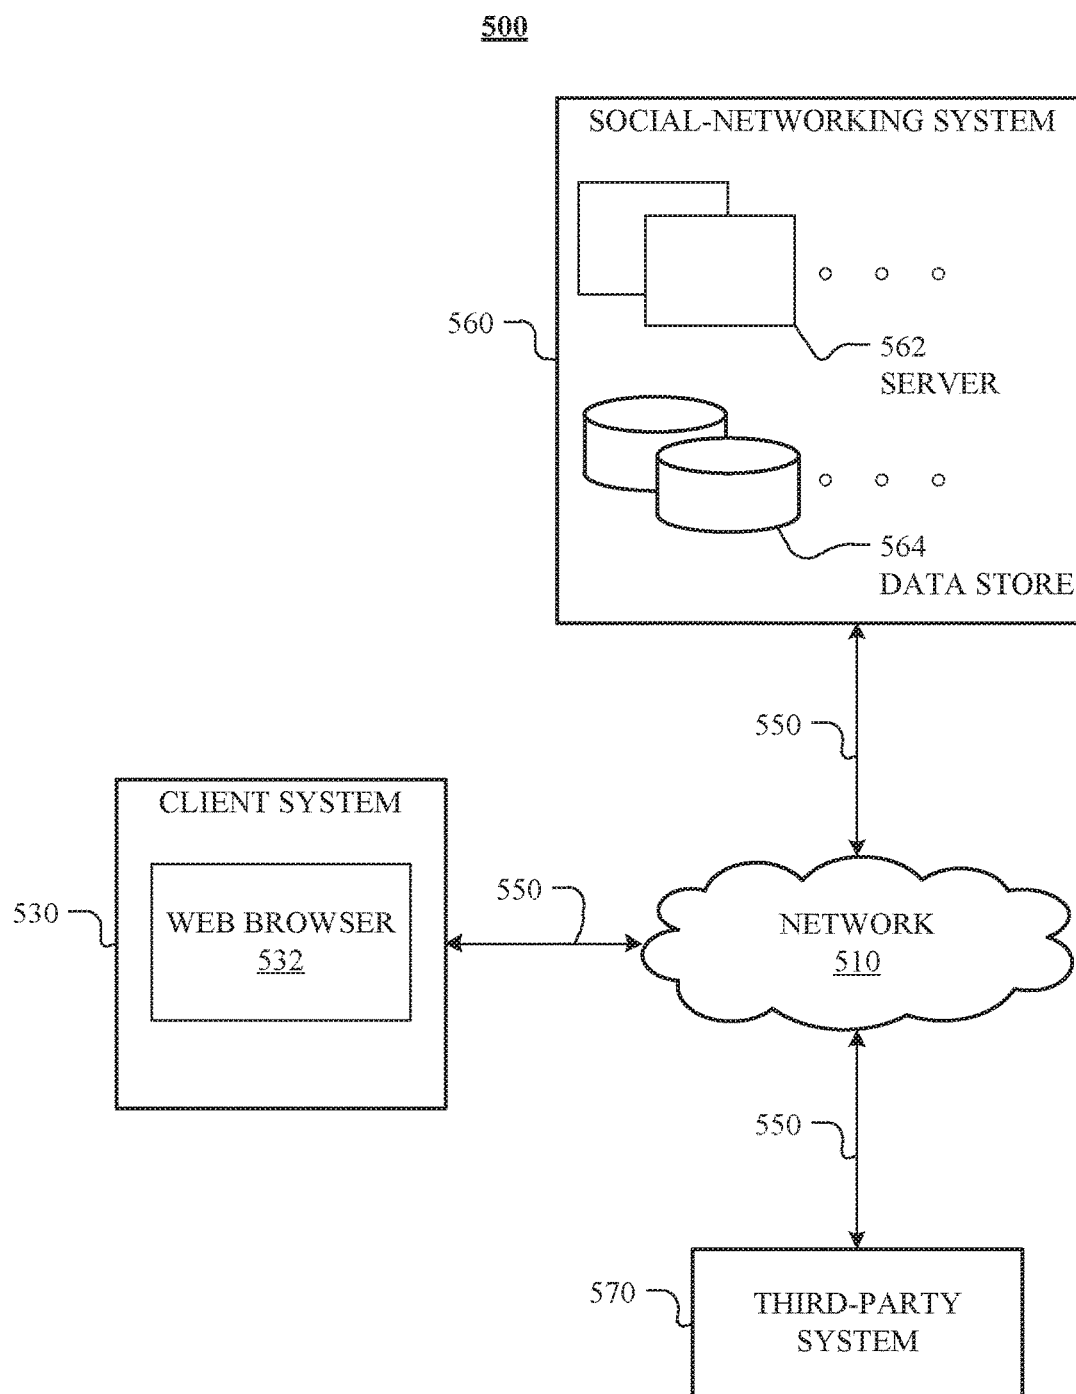 500
SOCIAL-NETWORKING SYSTEM
560
562
SERVER
564
DATA STORE
550
CLIENT SYSTEM
530
WEB BROWSER
532
550
NETWORK
510
550
570
THIRD-PARTY
SYSTEM